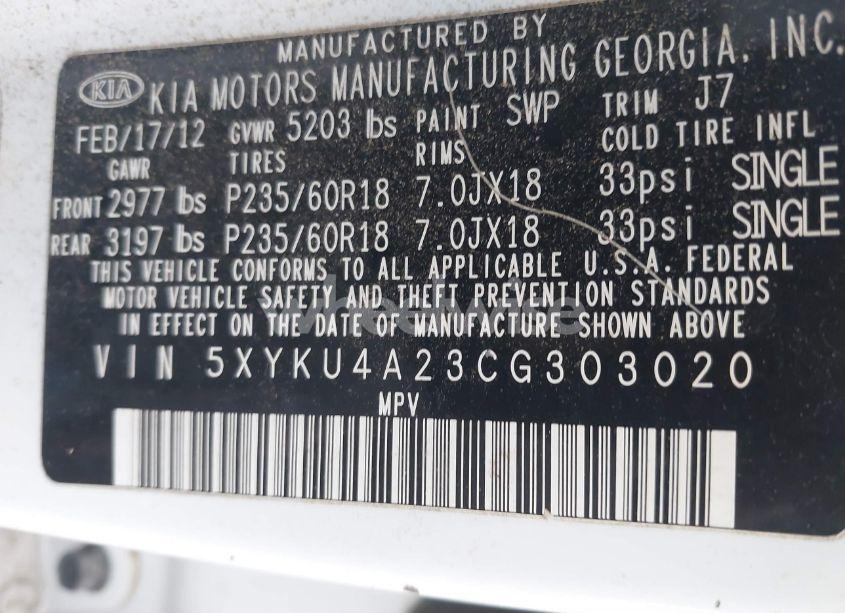 MANUFACTURED BY
KIA KIA MOTORS MANUFACTURING GEORGIA, INC.
FEB/17/12 GVWR 5203 lbs PAINT SWP TRIM J7
GAWR TIRES RIMS COLD TIRE INFL
FRONT 2977 lbs P235/60R18 7.0JX18 33psi SINGLE
REAR 3197 lbs P235/60R18 7.0JX18 33psi SINGLE
THIS VEHICLE CONFORMS TO ALL APPLICABLE U.S.A. FEDERAL
MOTOR VEHICLE SAFETY AND THEFT PREVENTION STANDARDS
IN EFFECT ON THE DATE OF MANUFACTURE SHOWN ABOVE
VIN 5XYKU4A23CG303020
MPV